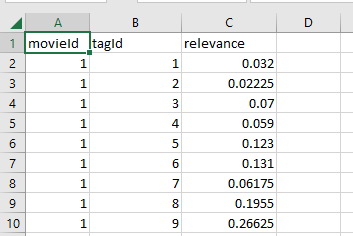 A B C D
1 movieId tagId relevance
2 1 1 0.032
3 1 2 0.02225
4 1 3 0.07
5 1 4 0.059
6 1 5 0.123
7 1 6 0.131
8 1 7 0.06175
9 1 8 0.1955
10 1 9 0.26625